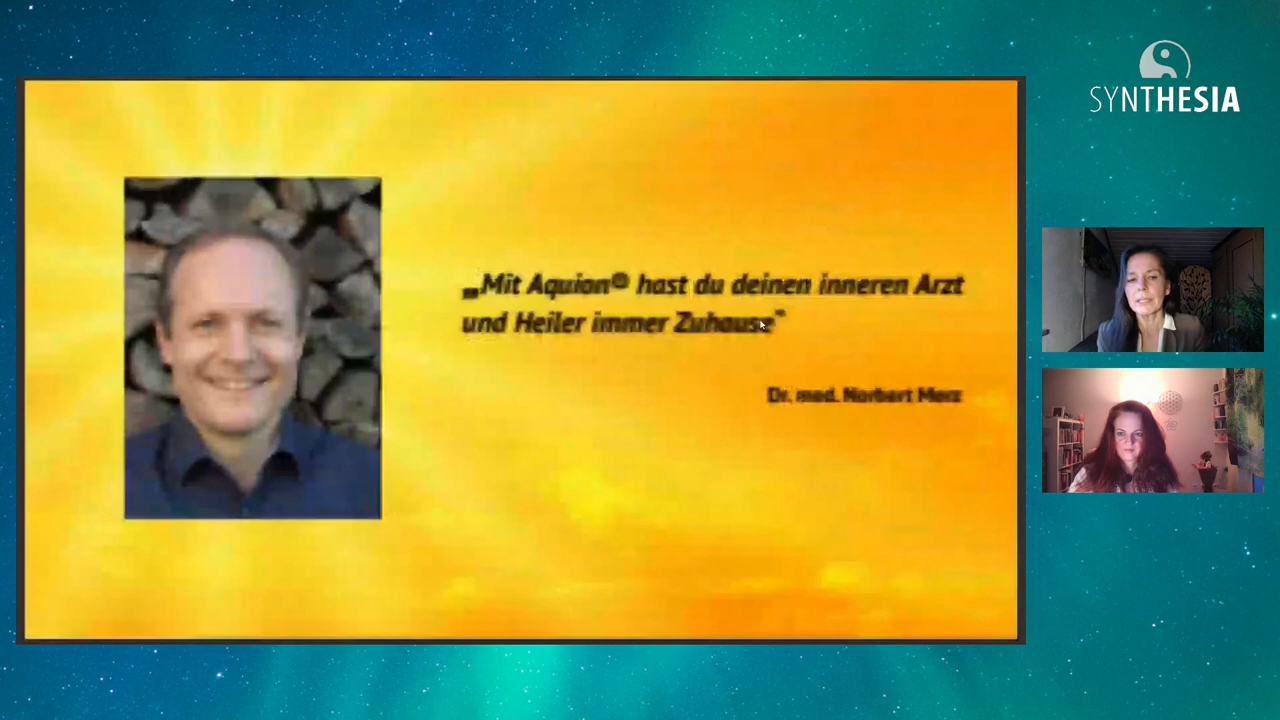 SYNTHESIA
„Mit Aquion® hast du deinen inneren Arzt
und Heiler immer Zuhause“
Dr. med. Norbert Merz